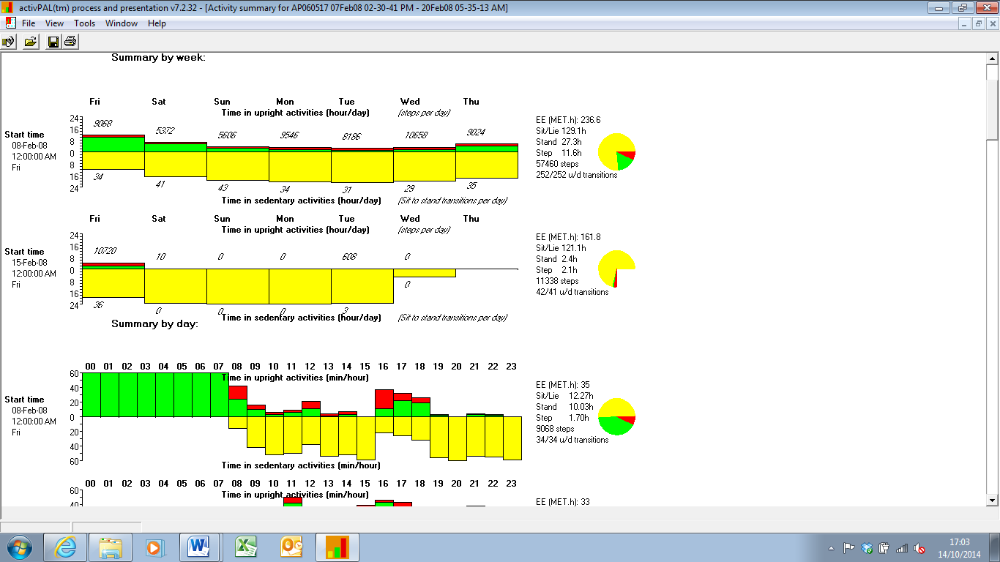 activPAL(tm) process and presentation v7.2.32 - [Activity summary for AP060517 07Feb08 02-30-41 PM - 20Feb08 05-35-13 AM]
File View Tools Window Help
Summary by week:
Fri Sat Sun Mon Tue Wed Thu
Time in upright activities (hour/day) (steps per day)
24 16 8 0 8 16 24
9068 5372 5606 9546 8186 10658 9024
Start time
08-Feb-08
12:00:00 AM
Fri
34 41 43 34 31 29 35
Time in sedentary activities (hour/day) (Sit to stand transitions per day)
EE (MET.h): 236.6
Sit/Lie 129.1h
Stand 27.3h
Step 11.6h
57460 steps
252/252 u/d transitions
Fri Sat Sun Mon Tue Wed Thu
Time in upright activities (hour/day) (steps per day)
24 16 8 0 8 16 24
10720 10 0 0 608 0
Start time
15-Feb-08
12:00:00 AM
Fri
36 0 0 0 3 0
Time in sedentary activities (hour/day) (Sit to stand transitions per day)
EE (MET.h): 161.8
Sit/Lie 121.1h
Stand 2.4h
Step 2.1h
11338 steps
42/41 u/d transitions
Summary by day:
00 01 02 03 04 05 06 07 08 09 10 11 12 13 14 15 16 17 18 19 20 21 22 23
Time in upright activities (min/hour)
60 40 20 0 20 40 60
Start time
08-Feb-08
12:00:00 AM
Fri
Time in sedentary activities (min/hour)
EE (MET.h): 35
Sit/Lie 12.27h
Stand 10.03h
Step 1.70h
9068 steps
34/34 u/d transitions
00 01 02 03 04 05 06 07 08 09 10 11 12 13 14 15 16 17 18 19 20 21 22 23
Time in upright activities (min/hour)
60 40
EE (MET.h): 33
17:03
14/10/2014